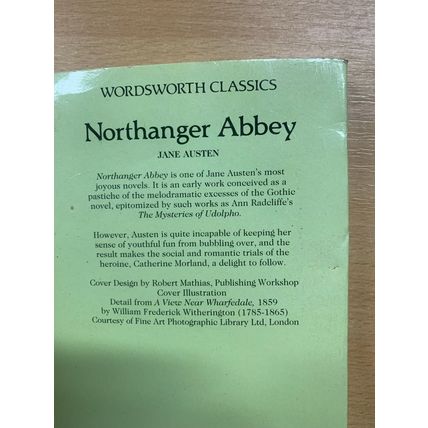 WORDSWORTH CLASSICS
Northanger Abbey
JANE AUSTEN
Northanger Abbey is one of Jane Austen's most
joyous novels. It is an early work conceived as a
pastiche of the melodramatic excesses of the Gothic
novel, epitomized by such works as Ann Radcliffe's
The Mysteries of Udolpho.
However, Austen is quite incapable of keeping her
sense of youthful fun from bubbling over, and the
result makes the social and romantic trials of the
heroine, Catherine Morland, a delight to follow.
Cover Design by Robert Mathias, Publishing Workshop
Cover Illustration
Detail from A View Near Wharfedale, 1859
by William Frederick Witherington (1785-1865)
Courtesy of Fine Art Photographic Library Ltd, London